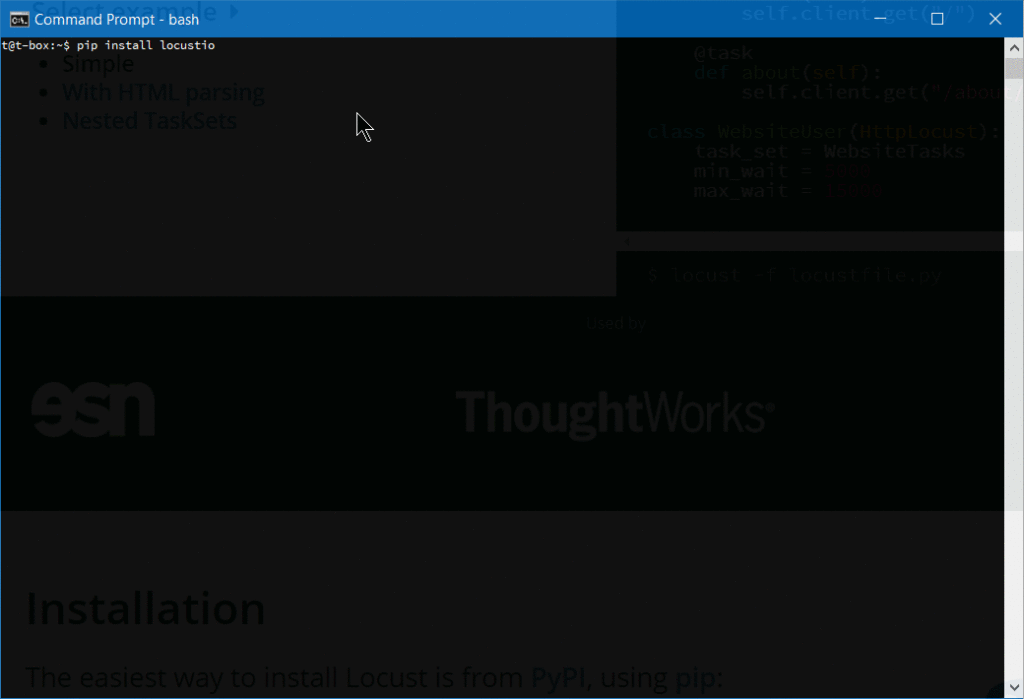 Select example
Command Prompt - bash
self.client.get("/")
t@t-box:~$ pip install locustio
Simple
With HTML parsing
Nested TaskSets
@task
def about(self):
self.client.get("/about/
class WebsiteUser(HttpLocust):
task_set = WebsiteTasks
min_wait =
max_wait =
$ locust -f locustfile.py
Used by
esn
ThoughtWorks®
Installation
The easiest way to install Locust is from PyPI, using pip: